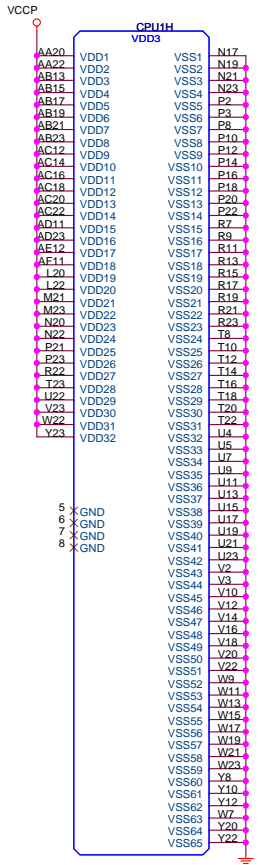 VCCP
CPU1H
VDD3
AA20 VDD1 VSS1 N17
AA22 VDD2 VSS2 N19
AB13 VDD3 VSS3 N21
AB15 VDD4 VSS4 N23
AB17 VDD5 VSS5 P2
AB19 VDD6 VSS6 P3
AB21 VDD7 VSS7 P8
AB23 VDD8 VSS8 P10
AC12 VDD9 VSS9 P12
AC14 VDD10 VSS10 P14
AC16 VDD11 VSS11 P16
AC18 VDD12 VSS12 P18
AC20 VDD13 VSS13 P20
AC22 VDD14 VSS14 P22
AD11 VDD15 VSS15 R7
AD23 VDD16 VSS16 R9
AE12 VDD17 VSS17 R11
AF11 VDD18 VSS18 R13
L20 VDD19 VSS19 R15
L22 VDD20 VSS20 R17
M21 VDD21 VSS21 R19
M23 VDD22 VSS22 R21
N20 VDD23 VSS23 R23
N22 VDD24 VSS24 T8
P21 VDD25 VSS25 T10
P23 VDD26 VSS26 T12
R22 VDD27 VSS27 T14
T23 VDD28 VSS28 T16
U22 VDD29 VSS29 T18
V23 VDD30 VSS30 T20
W22 VDD31 VSS31 T22
Y23 VDD32 VSS32 U4
VSS33 U5
VSS34 U7
VSS35 U9
VSS36 U11
VSS37 U13
5 GND VSS38 U15
6 GND VSS39 U17
7 GND VSS40 U19
8 GND VSS41 U21
VSS42 U23
VSS43 V2
VSS44 V3
VSS45 V10
VSS46 V12
VSS47 V14
VSS48 V16
VSS49 V18
VSS50 V20
VSS51 V22
VSS52 W9
VSS53 W11
VSS54 W13
VSS55 W15
VSS56 W17
VSS57 W19
VSS58 W21
VSS59 W23
VSS60 Y8
VSS61 Y10
VSS62 Y12
VSS63 W7
VSS64 Y20
VSS65 Y22